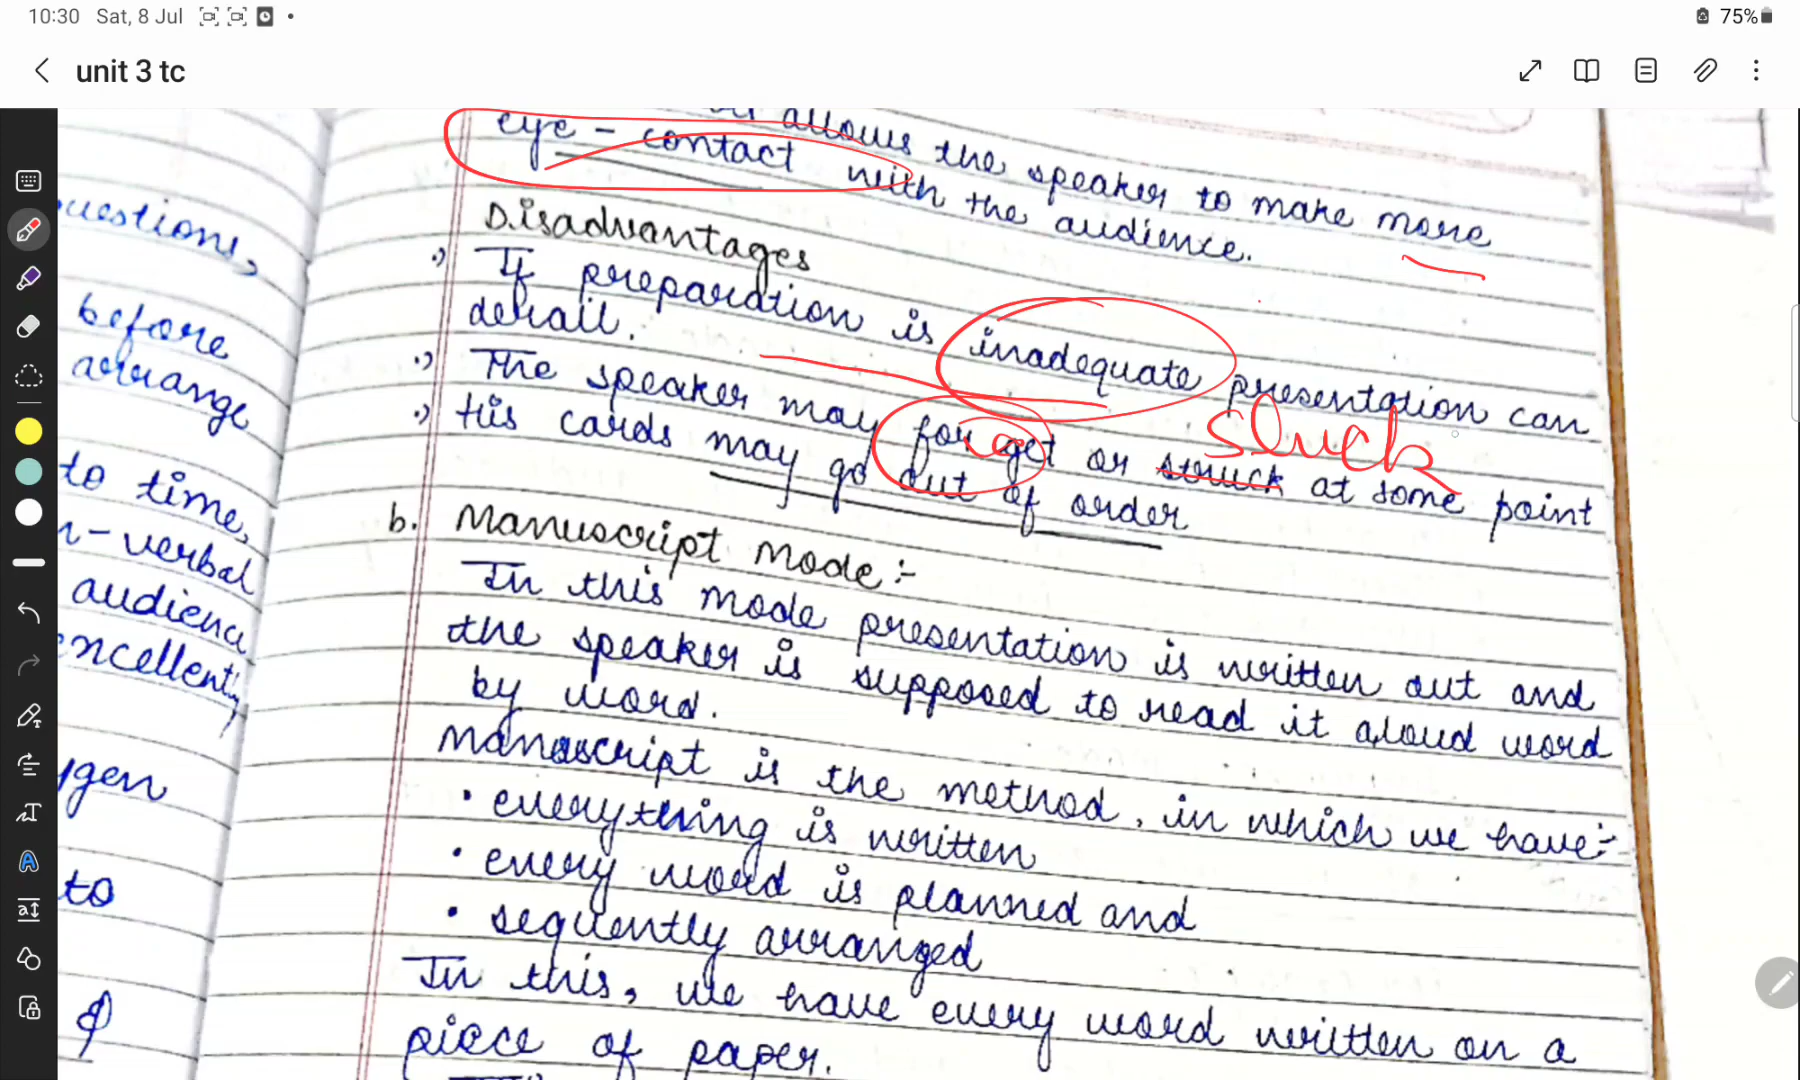 10:30 Sat, 8 Jul
75%
unit 3 tc
allows the speaker to make more
eye - contact with the audience.
Disadvantages
If preparation is inadequate presentation can
derail.
The speaker may forget or struck at some point
stuck
His cards may go out of order
b. Manuscript mode :-
In this mode presentation is written out and
the speaker is supposed to read it aloud word
by word.
manuscript is the method, in which we have :-
• everything is written
• every word is planned and
• sequently arranged
In this, we have every word written on a
piece of paper.
before
arrange
to time,
n-verbal
to